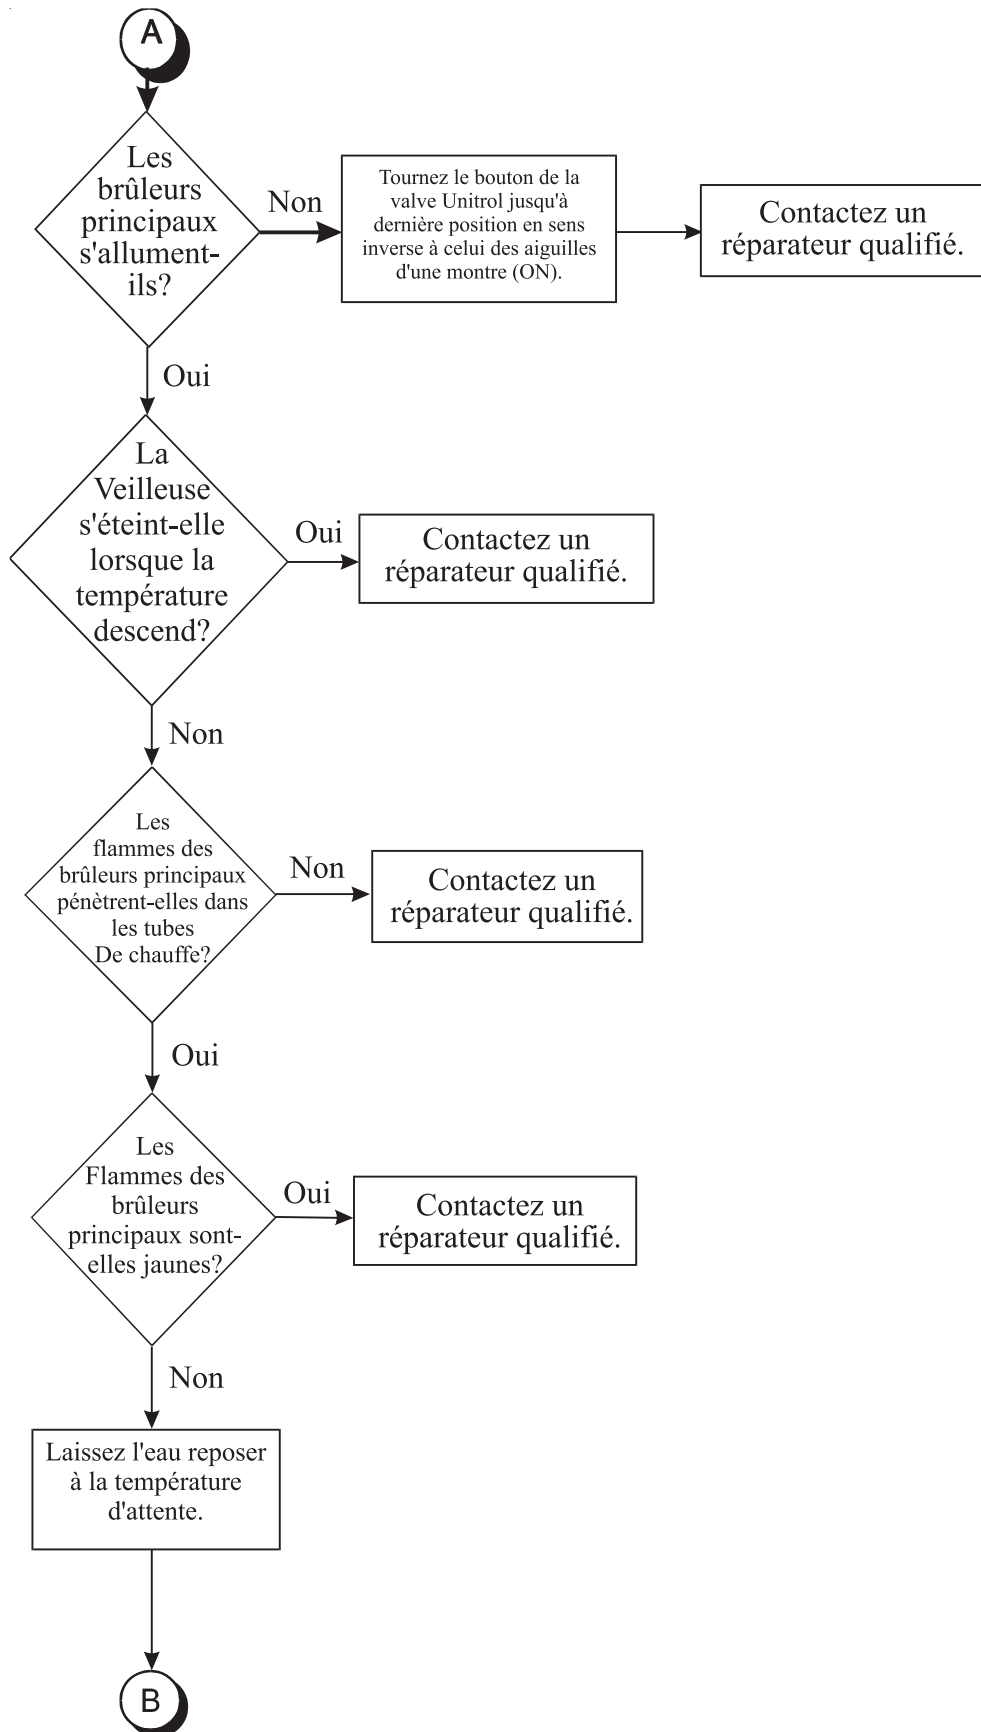 A
Les
brûleurs
principaux
s'allument-
ils?
Non
Tournez le bouton de la
valve Unitrol jusqu'à
dernière position en sens
inverse à celui des aiguilles
d'une montre (ON).
Contactez un
réparateur qualifié.
Oui
La
Veilleuse
s'éteint-elle
lorsque la
température
descend?
Oui
Contactez un
réparateur qualifié.
Non
Les
flammes des
brûleurs principaux
pénètrent-elles dans
les tubes
De chauffe?
Non
Contactez un
réparateur qualifié.
Oui
Les
Flammes des
brûleurs
principaux sont-
elles jaunes?
Oui
Contactez un
réparateur qualifié.
Non
Laissez l'eau reposer
à la température
d'attente.
B